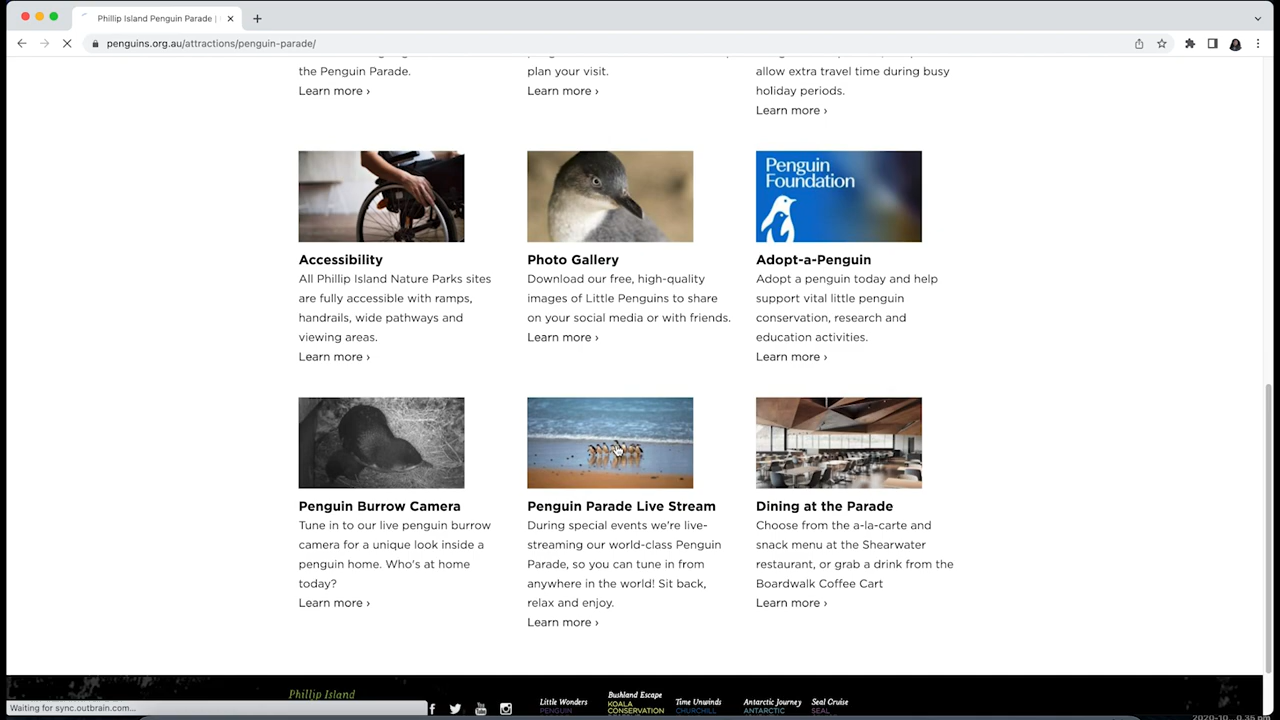 Phillip Island Penguin Parade |
penguins.org.au/attractions/penguin-parade/
the Penguin Parade.
Learn more ›
plan your visit.
Learn more ›
allow extra travel time during busy
holiday periods.
Learn more ›
Accessibility
All Phillip Island Nature Parks sites
are fully accessible with ramps,
handrails, wide pathways and
viewing areas.
Learn more ›
Photo Gallery
Download our free, high-quality
images of Little Penguins to share
on your social media or with friends.
Learn more ›
Penguin
Foundation
Adopt-a-Penguin
Adopt a penguin today and help
support vital little penguin
conservation, research and
education activities.
Learn more ›
Penguin Burrow Camera
Tune in to our live penguin burrow
camera for a unique look inside a
penguin home. Who's at home
today?
Learn more ›
Penguin Parade Live Stream
During special events we're live-
streaming our world-class Penguin
Parade, so you can tune in from
anywhere in the world! Sit back,
relax and enjoy.
Learn more ›
Dining at the Parade
Choose from the a-la-carte and
snack menu at the Shearwater
restaurant, or grab a drink from the
Boardwalk Coffee Cart
Learn more ›
Phillip Island
Little Wonders
PENGUIN
Bushland Escape
KOALA
CONSERVATION
Time Unwinds
CHURCHILL
Antarctic Journey
ANTARCTIC
Seal Cruise
SEAL
Waiting for sync.outbrain.com...